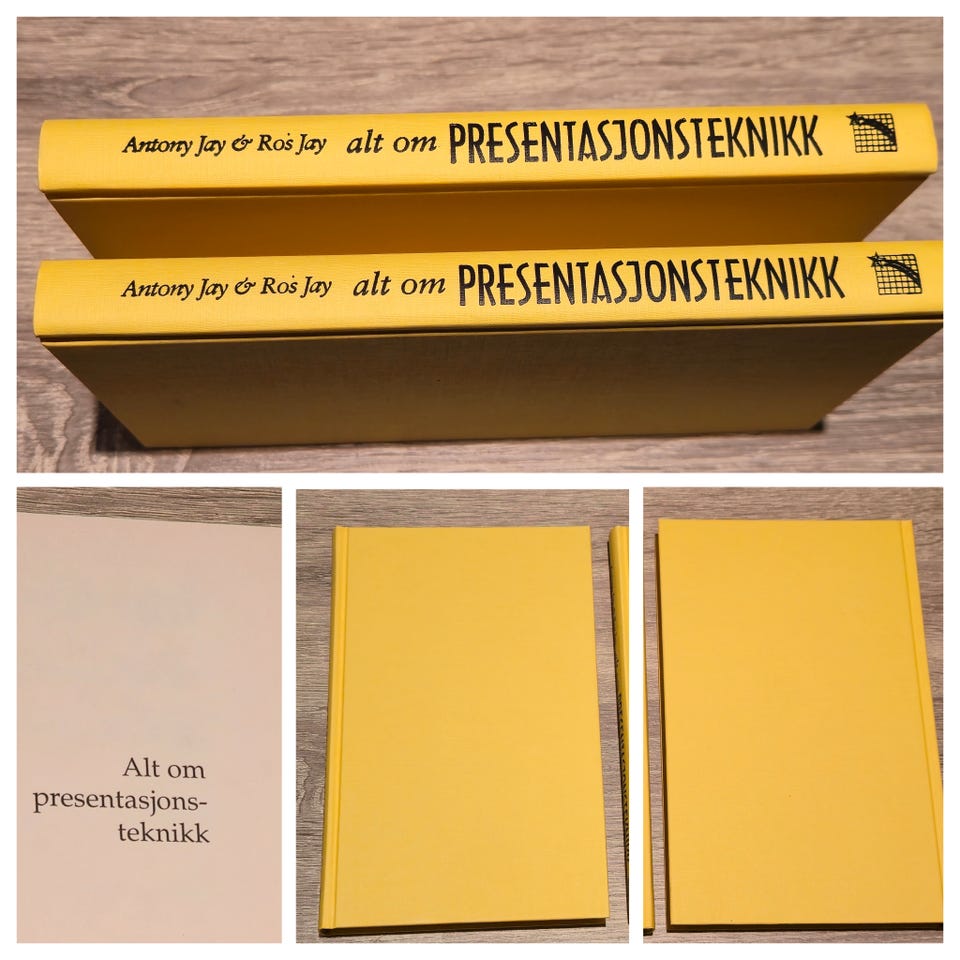 Antony Jay & Ros Jay alt om PRESENTASJONSTEKNIKK
Antony Jay & Ros Jay alt om PRESENTASJONSTEKNIKK
Alt om
presentasjons-
teknikk